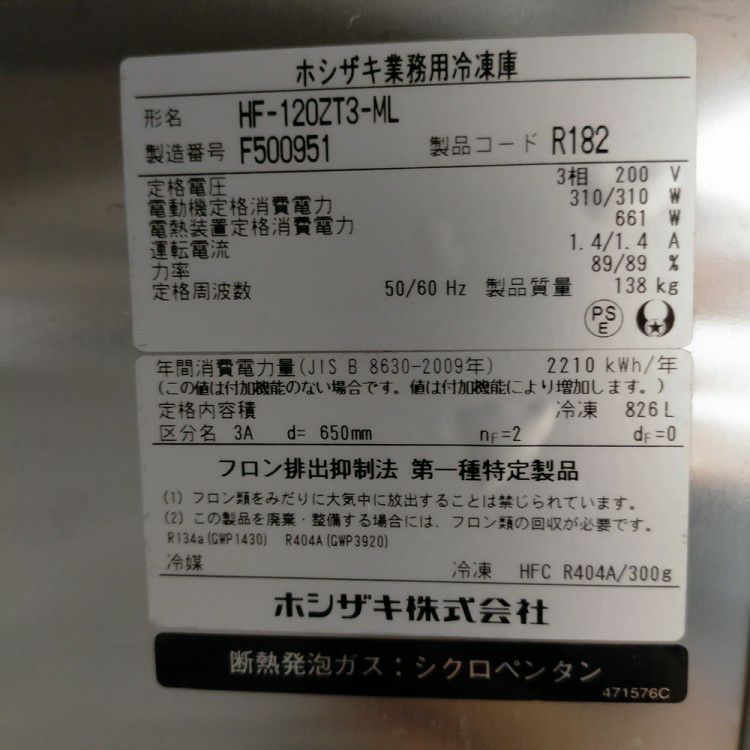 ホシザキ業務用冷凍庫
形名 HF-120ZT3-ML
製造番号 F500951 製品コード R182
定格電圧 3相 200 V
電動機定格消費電力 310/310 W
電熱装置定格消費電力 661 W
運転電流 1.4/1.4 A
力率 89/89 %
定格周波数 50/60 Hz 製品質量 138 kg
PS
E
年間消費電力量(JIS B 8630-2009年) 2210 kWh/年
(この値は付加機能のない場合です。値は付加機能により増加します。)
定格内容積 冷凍 826 L
区分名 3A d= 650mm nF=2 dF=0
フロン排出抑制法 第一種特定製品
(1) フロン類をみだりに大気中に放出することは禁じられています。
(2) この製品を廃棄・整備する場合には、フロン類の回収が必要です。
R134a(GWP1430) R404A(GWP3920)
冷媒 冷凍 HFC R404A/300g
ホシザキ株式会社
断熱発泡ガス：シクロペンタン
471576C